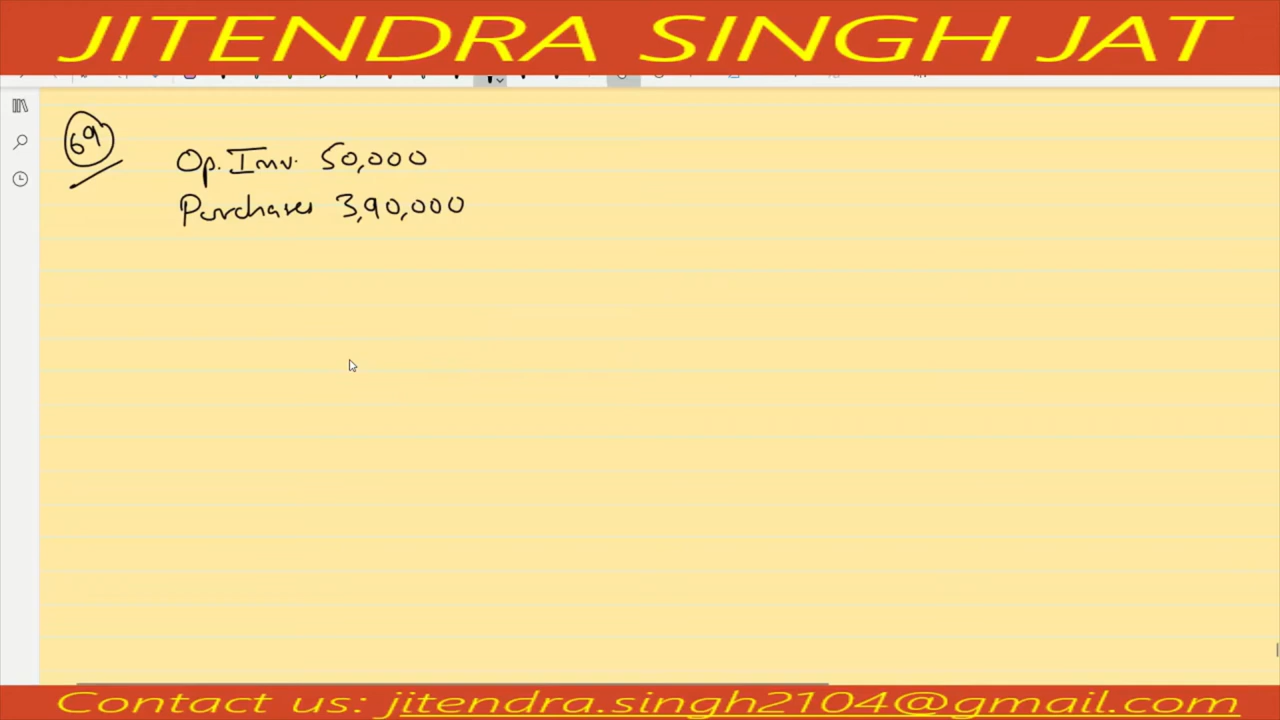 JITENDRA SINGH JAT
69
Op. Inv. 50,000
Purchases 3,90,000
Contact us: jitendra.singh2104@gmail.com